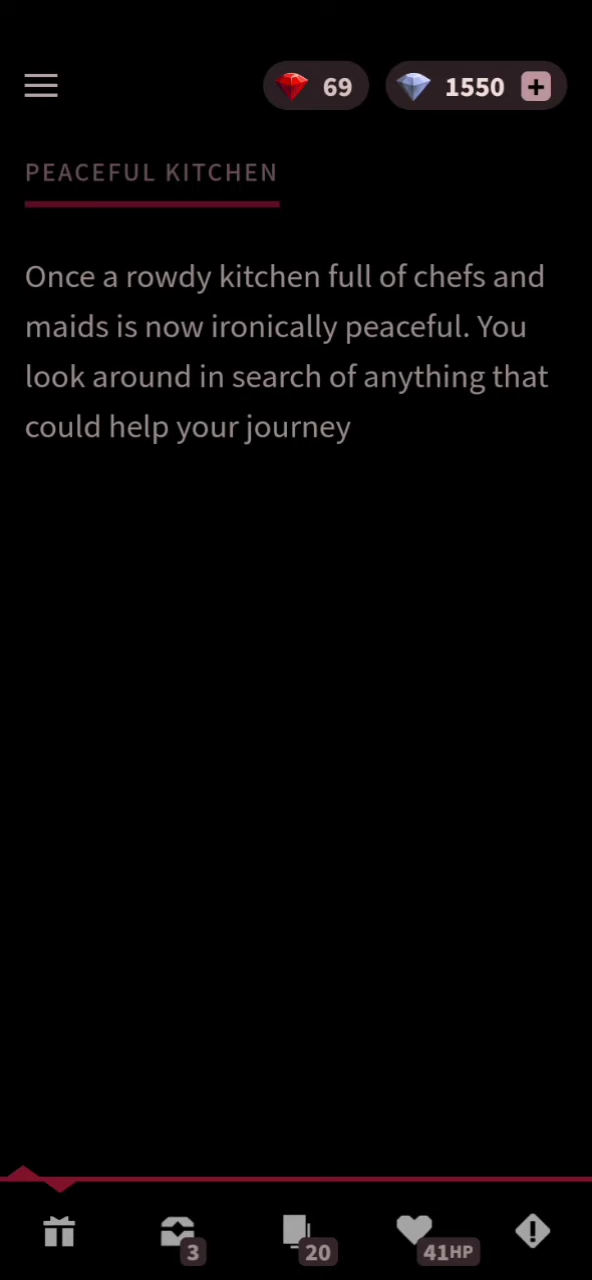 69
1550
PEACEFUL KITCHEN
Once a rowdy kitchen full of chefs and
maids is now ironically peaceful. You
look around in search of anything that
could help your journey
3
20
41HP